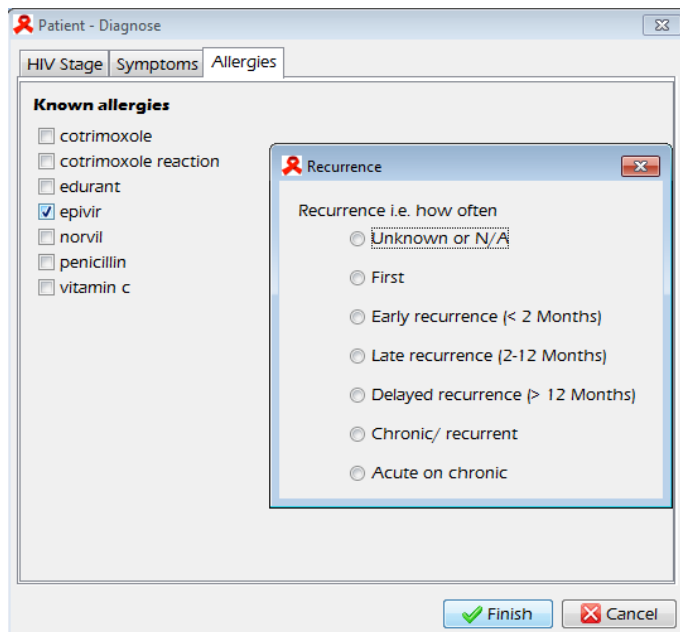 Patient - Diagnose
HIV Stage Symptoms Allergies
Known allergies
cotrimoxole
cotrimoxole reaction
edurant
epivir
norvil
penicillin
vitamin c
Recurrence
Recurrence i.e. how often
Unknown or N/A
First
Early recurrence (< 2 Months)
Late recurrence (2-12 Months)
Delayed recurrence (> 12 Months)
Chronic/ recurrent
Acute on chronic
Finish Cancel